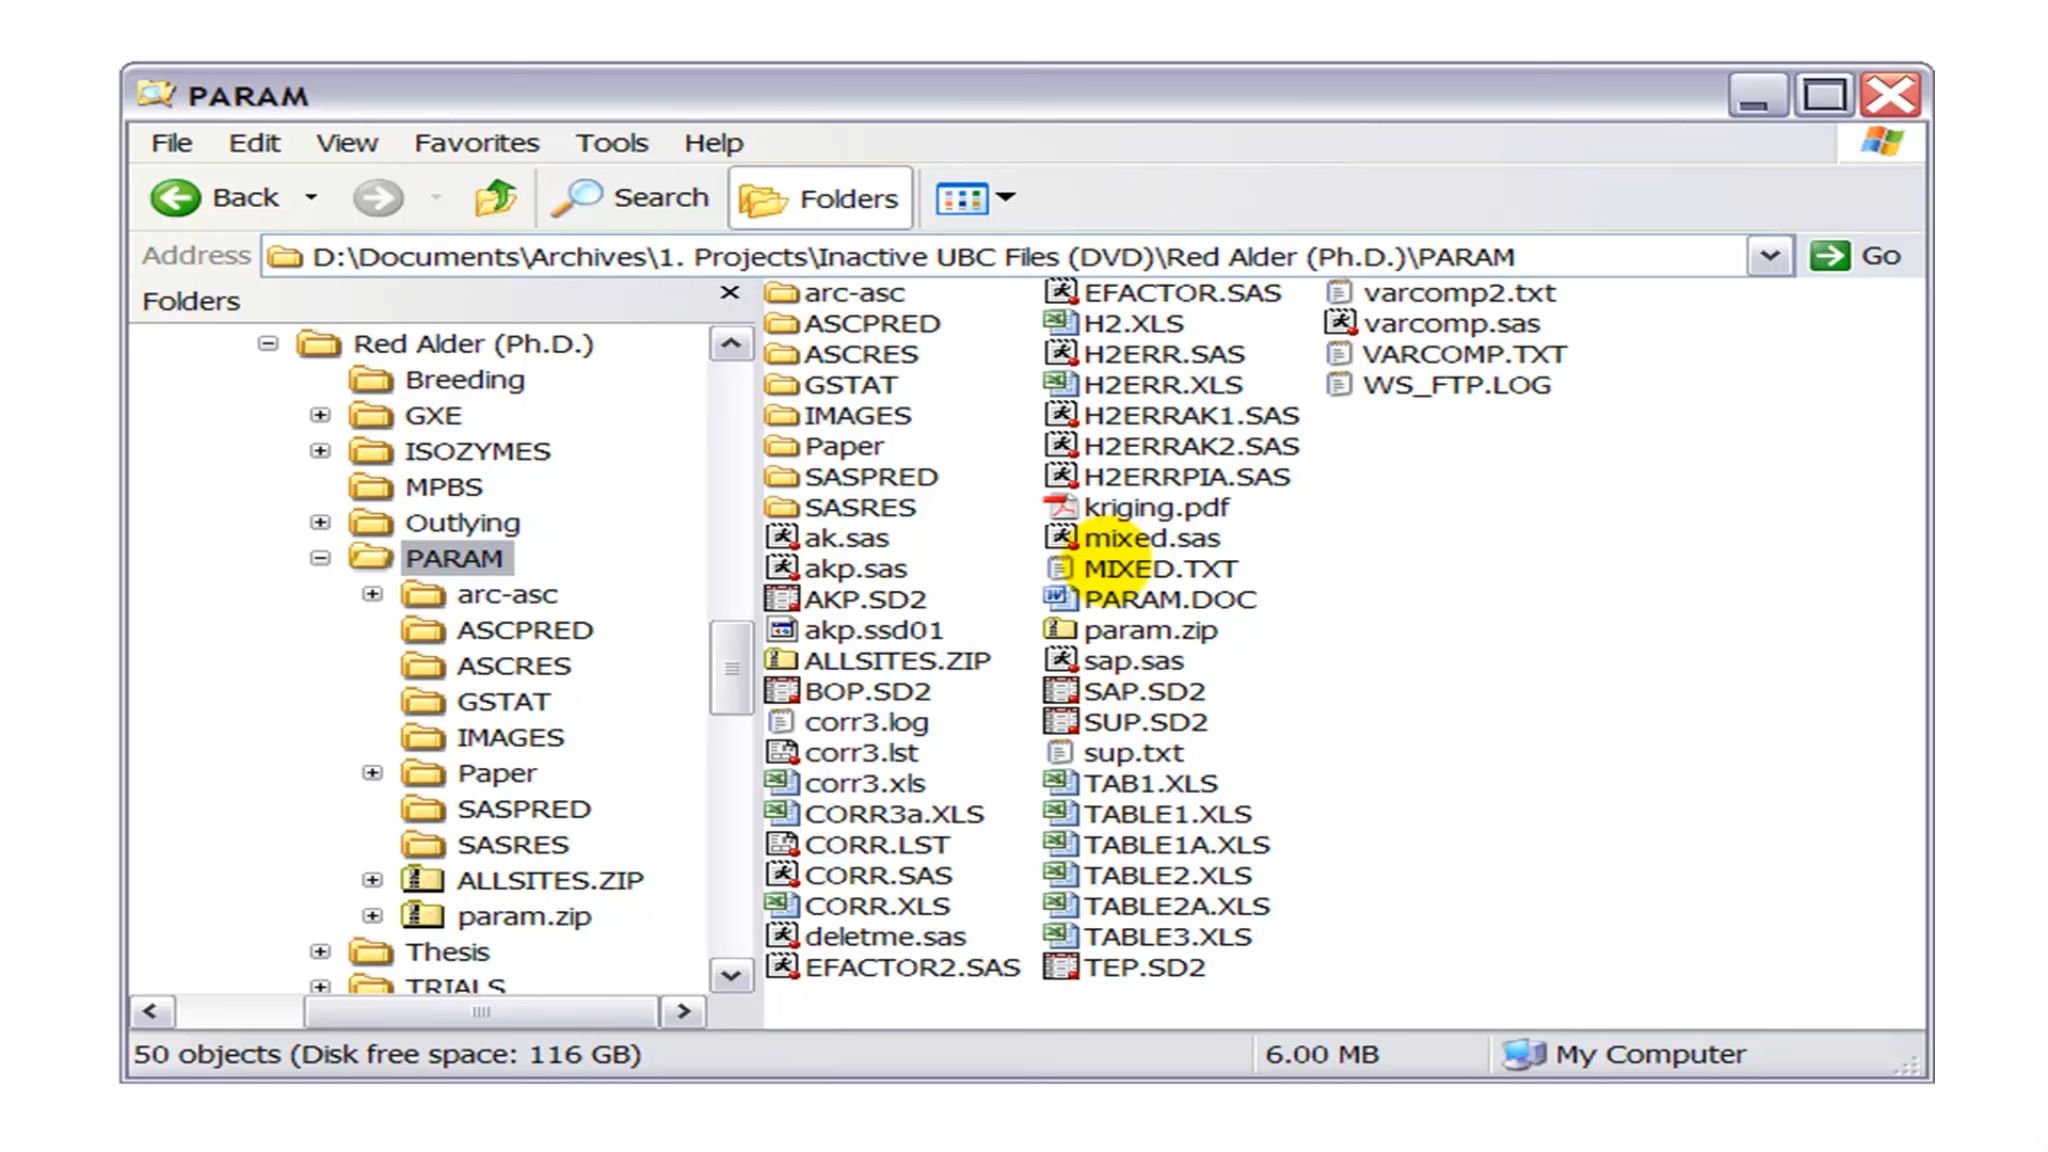 PARAM
File Edit View Favorites Tools Help
Back Search Folders
Address D:\Documents\Archives\1. Projects\Inactive UBC Files (DVD)\Red Alder (Ph.D.)\PARAM Go
Folders
Red Alder (Ph.D.)
Breeding
GXE
ISOZYMES
MPBS
Outlying
PARAM
arc-asc
ASCPRED
ASCRES
GSTAT
IMAGES
Paper
SASPRED
SASRES
ALLSITES.ZIP
param.zip
Thesis
TRIALS
arc-asc
ASCPRED
ASCRES
GSTAT
IMAGES
Paper
SASPRED
SASRES
ak.sas
akp.sas
AKP.SD2
akp.ssd01
ALLSITES.ZIP
BOP.SD2
corr3.log
corr3.lst
corr3.xls
CORR3a.XLS
CORR.LST
CORR.SAS
CORR.XLS
deletme.sas
EFACTOR2.SAS
EFACTOR.SAS
H2.XLS
H2ERR.SAS
H2ERR.XLS
H2ERRAK1.SAS
H2ERRAK2.SAS
H2ERRPIA.SAS
kriging.pdf
mixed.sas
MIXED.TXT
PARAM.DOC
param.zip
sap.sas
SAP.SD2
SUP.SD2
sup.txt
TAB1.XLS
TABLE1.XLS
TABLE1A.XLS
TABLE2.XLS
TABLE2A.XLS
TABLE3.XLS
TEP.SD2
varcomp2.txt
varcomp.sas
VARCOMP.TXT
WS_FTP.LOG
50 objects (Disk free space: 116 GB) 6.00 MB My Computer